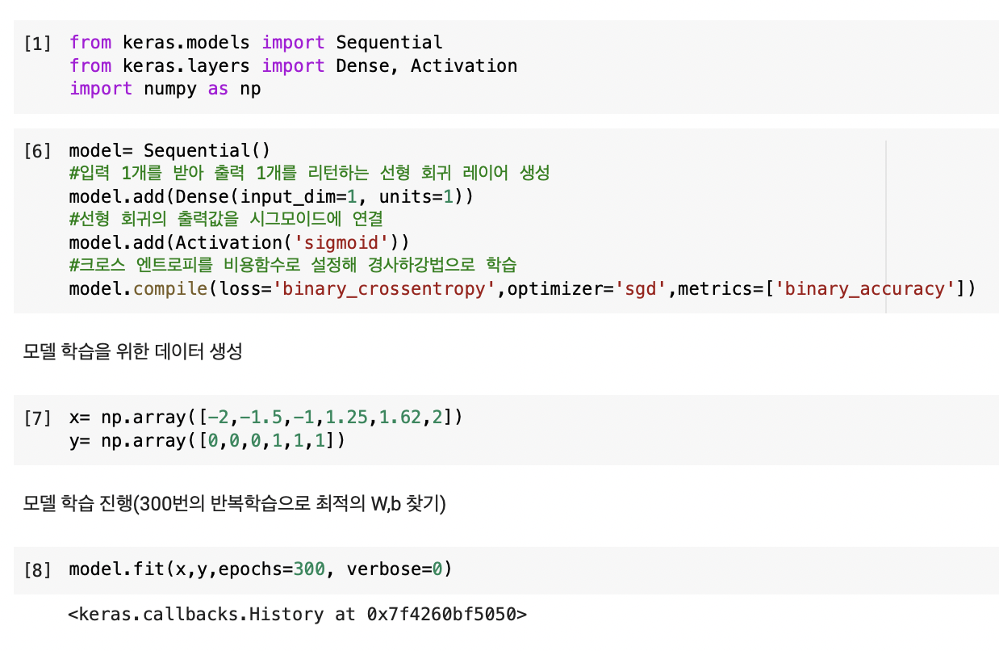 [1] from keras.models import Sequential
from keras.layers import Dense, Activation
import numpy as np
[6] model= Sequential()
#입력 1개를 받아 출력 1개를 리턴하는 선형 회귀 레이어 생성
model.add(Dense(input_dim=1, units=1))
#선형 회귀의 출력값을 시그모이드에 연결
model.add(Activation('sigmoid'))
#크로스 엔트로피를 비용함수로 설정해 경사하강법으로 학습
model.compile(loss='binary_crossentropy',optimizer='sgd',metrics=['binary_accuracy'])
모델 학습을 위한 데이터 생성
[7] x= np.array([-2,-1.5,-1,1.25,1.62,2])
y= np.array([0,0,0,1,1,1])
모델 학습 진행(300번의 반복학습으로 최적의 W,b 찾기)
[8] model.fit(x,y,epochs=300, verbose=0)
<keras.callbacks.History at 0x7f4260bf5050>